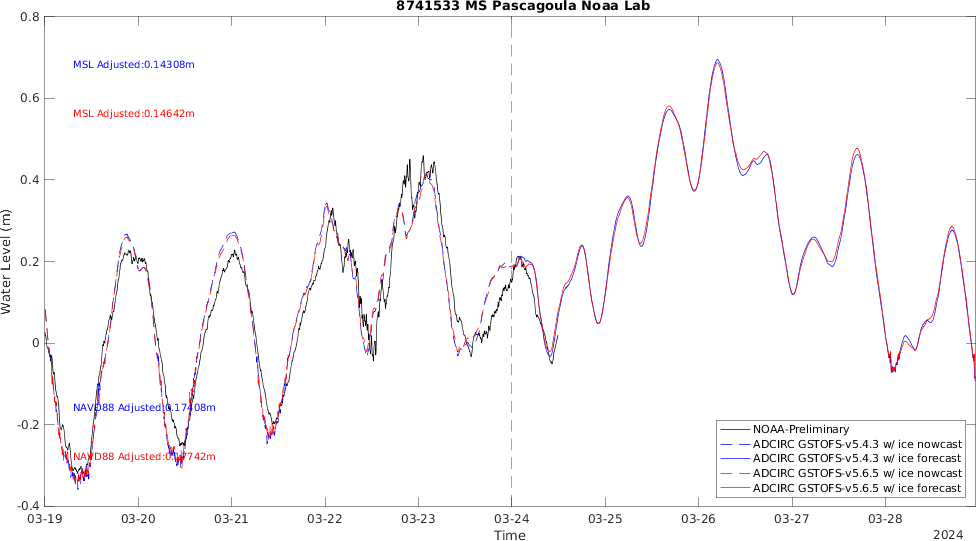 8741533 MS Pascagoula Noaa Lab
0.8
MSL Adjusted:0.14308m
0.6
MSL Adjusted:0.14642m
0.4
0.2
Water Level (m)
0
-0.2
NAVD88 Adjusted:0.17408m
NAVD88 Adjusted:0.17742m
-0.4
NOAA-Preliminary
ADCIRC GSTOFS-v5.4.3 w/ ice nowcast
ADCIRC GSTOFS-v5.4.3 w/ ice forecast
ADCIRC GSTOFS-v5.6.5 w/ ice nowcast
ADCIRC GSTOFS-v5.6.5 w/ ice forecast
03-19 03-20 03-21 03-22 03-23 03-24 03-25 03-26 03-27 03-28
Time
2024